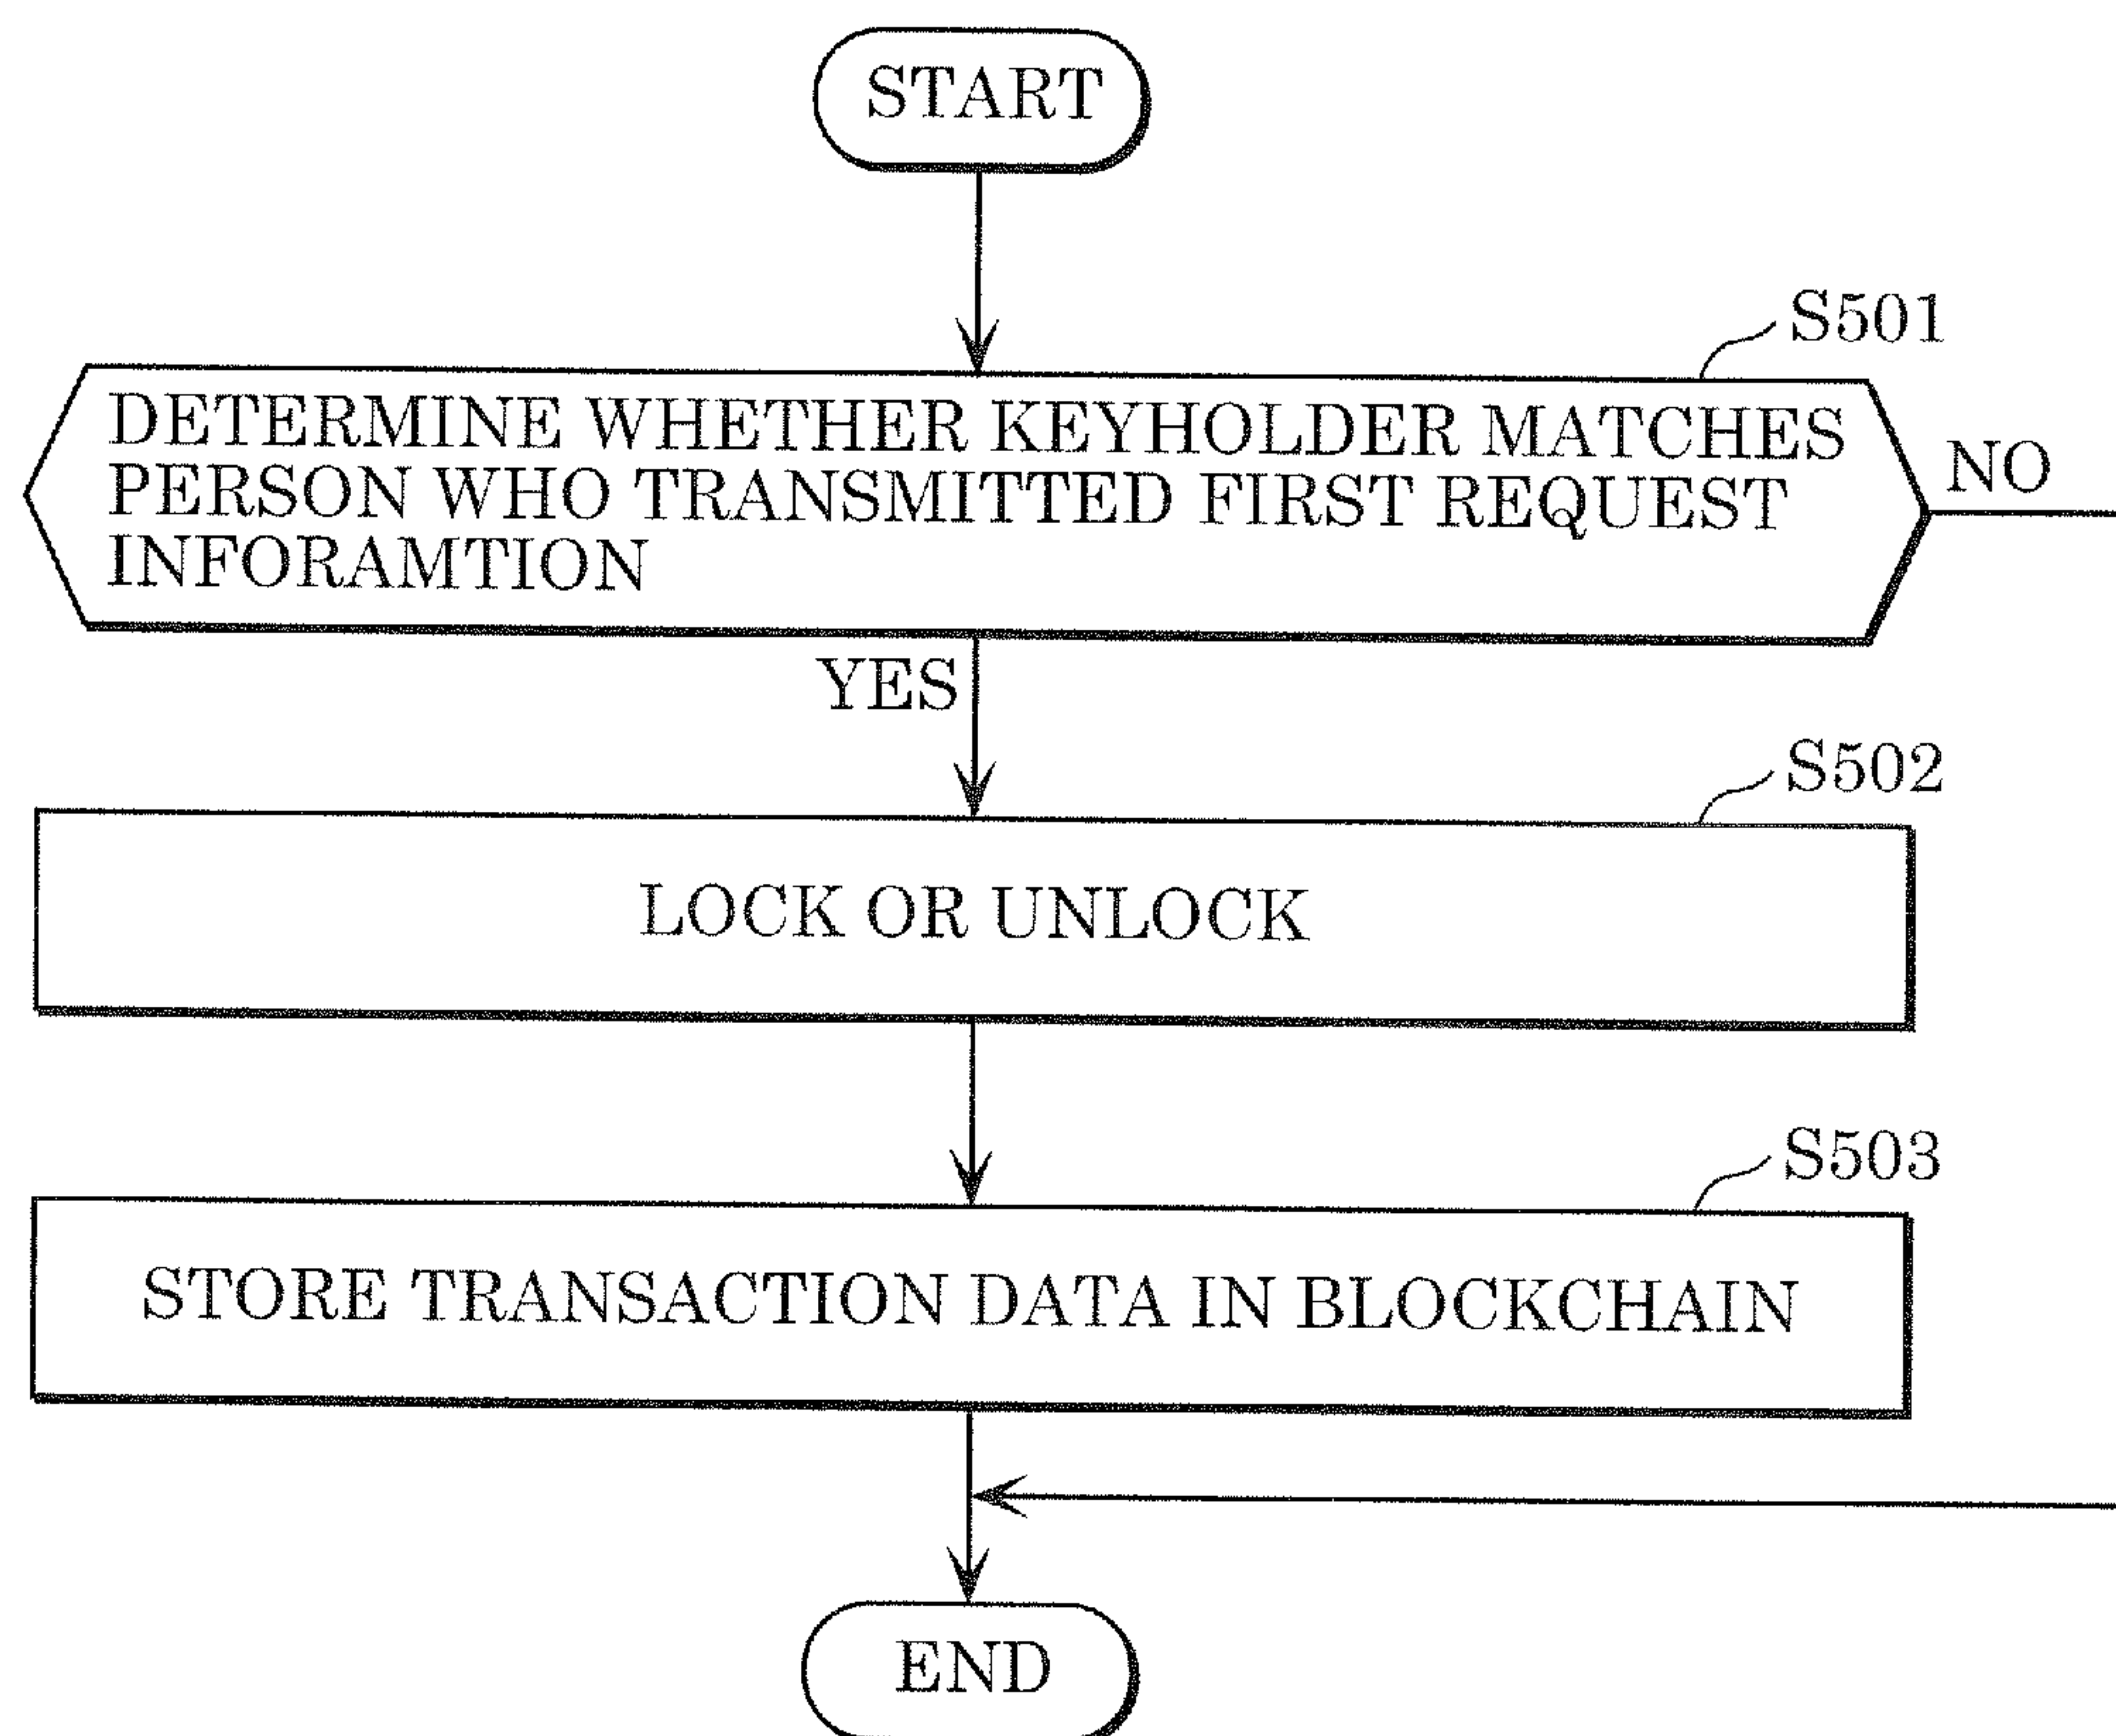 START
S501
DETERMINE WHETHER KEYHOLDER MATCHES
PERSON WHO TRANSMITTED FIRST REQUEST
INFORAMTION
NO
YES
S502
LOCK OR UNLOCK
S503
STORE TRANSACTION DATA IN BLOCKCHAIN
END